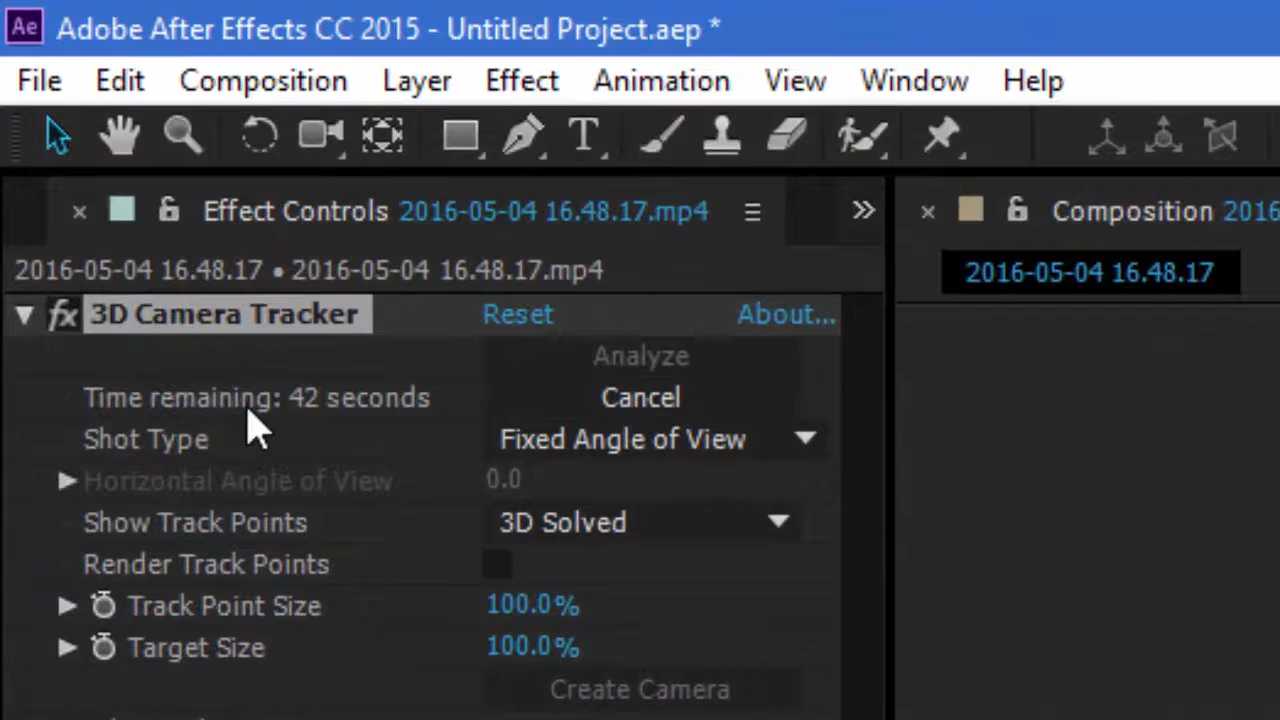 Ae Adobe After Effects CC 2015 - Untitled Project.aep *
File Edit Composition Layer Effect Animation View Window Help
T
× Effect Controls 2016-05-04 16.48.17.mp4 ☰ » × Composition 2016
2016-05-04 16.48.17 • 2016-05-04 16.48.17.mp4 2016-05-04 16.48.17
fx 3D Camera Tracker Reset About...
Analyze
Time remaining: 42 seconds Cancel
Shot Type Fixed Angle of View
Horizontal Angle of View 0.0
Show Track Points 3D Solved
Render Track Points
Track Point Size 100.0%
Target Size 100.0%
Create Camera